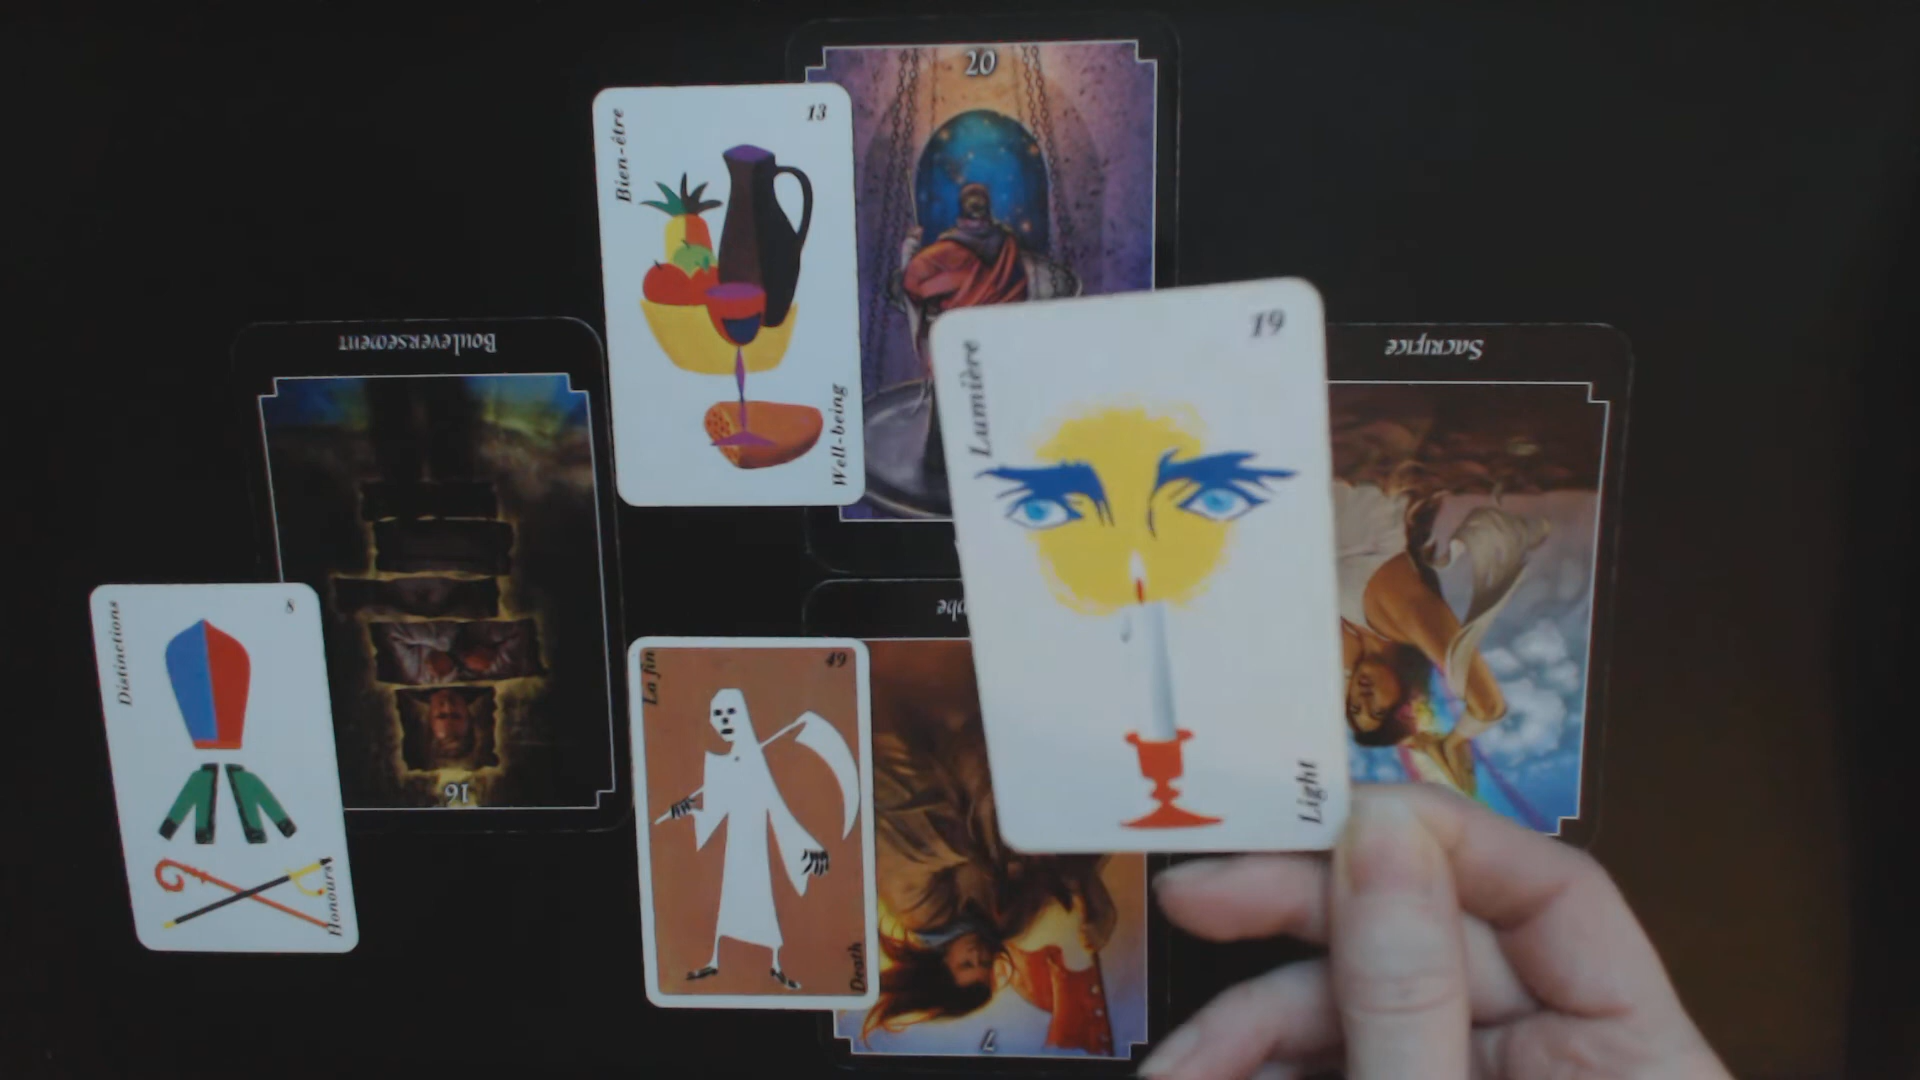 20
Bien-être
13
Well-being
Bouleversement
16
19
Lumière
Light
Sacrifice
Distinctions
8
Honours
La fin
49
Death
7